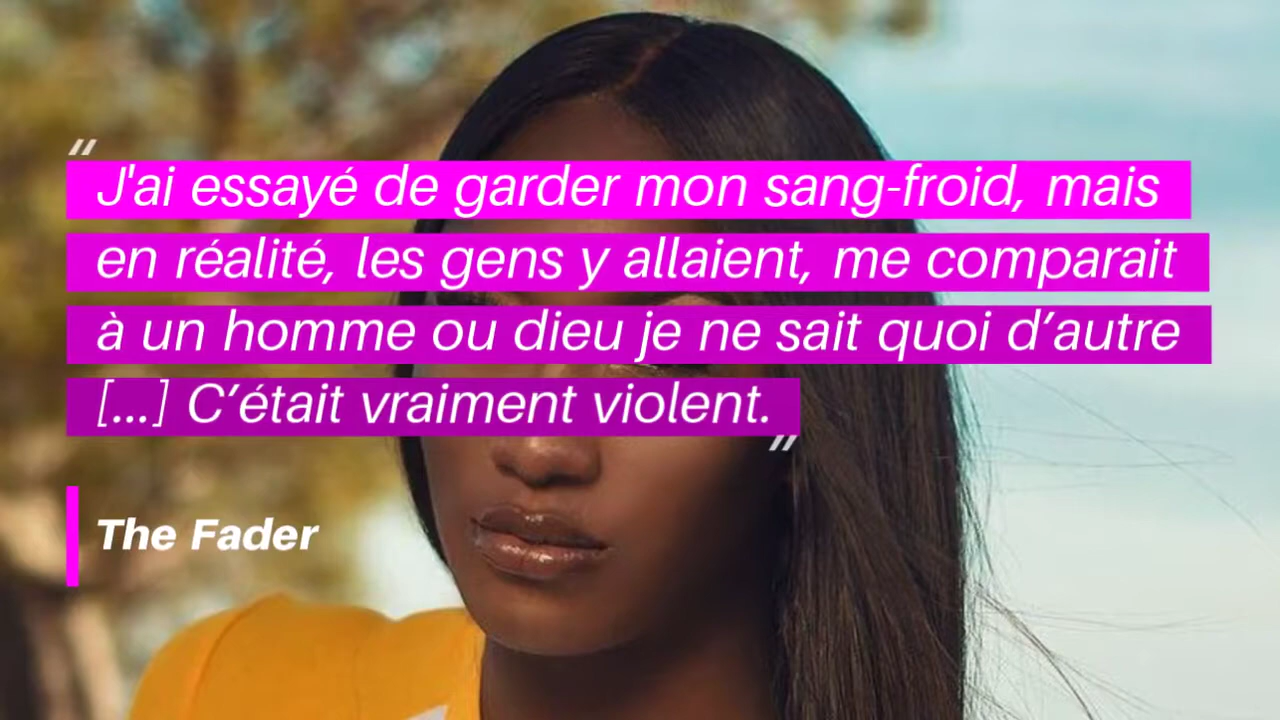 "
J'ai essayé de garder mon sang-froid, mais
en réalité, les gens y allaient, me comparait
à un homme ou dieu je ne sait quoi d’autre
[...] C’était vraiment violent.
"
The Fader